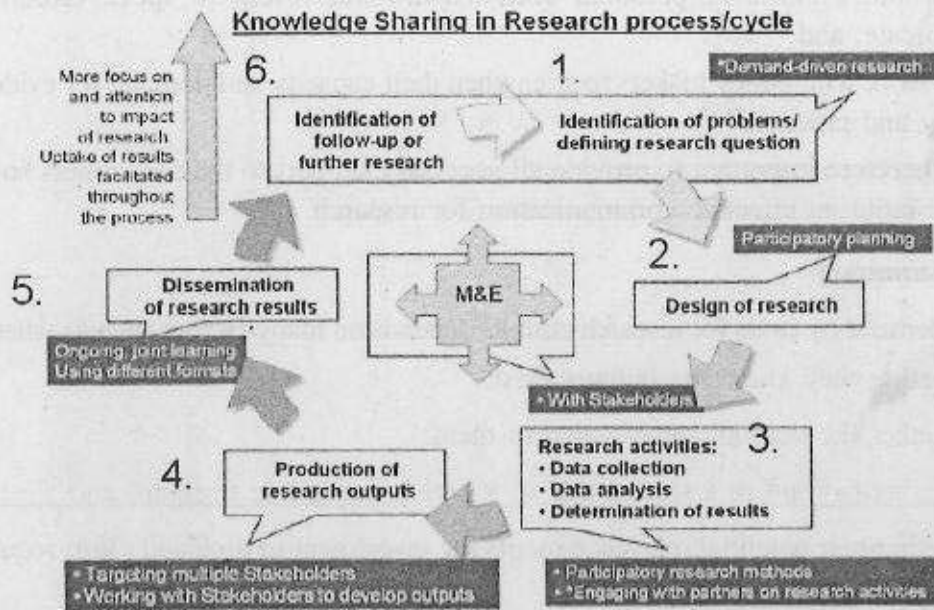 Knowledge Sharing in Research process/cycle
More focus on
and attention
to impact
of research.
Uptake of results
facilitated
throughout
the process
6.
Identification of
follow-up or
further research
1.
*Demand-driven research
Identification of problems/
defining research question
2.
Participatory planning
Design of research
M&E
• With Stakeholders
3.
Research activities:
• Data collection
• Data analysis
• Determination of results
• Participatory research methods
• *Engaging with partners on research activities
4.
Production of
research outputs
• Targeting multiple Stakeholders
• Working with Stakeholders to develop outputs
5.
Dissemination
of research results
Ongoing, joint learning
Using different formats